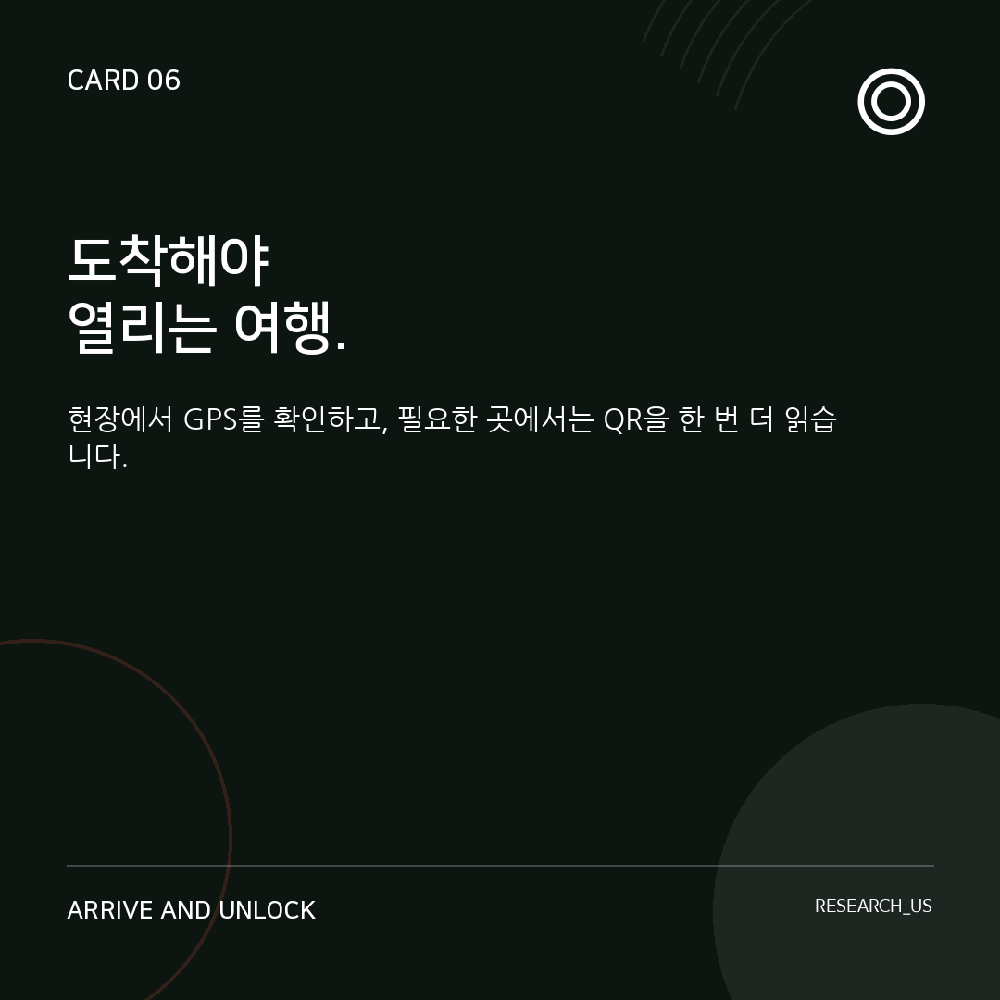 CARD 06
도착해야
열리는 여행.
현장에서 GPS를 확인하고, 필요한 곳에서는 QR을 한 번 더 읽습
니다.
ARRIVE AND UNLOCK
RESEARCH_US